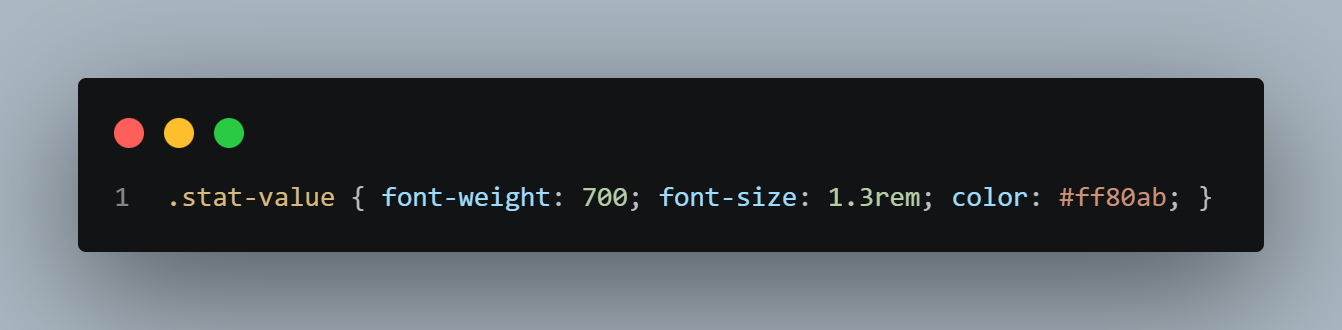 1 .stat-value { font-weight: 700; font-size: 1.3rem; color: #ff80ab; }